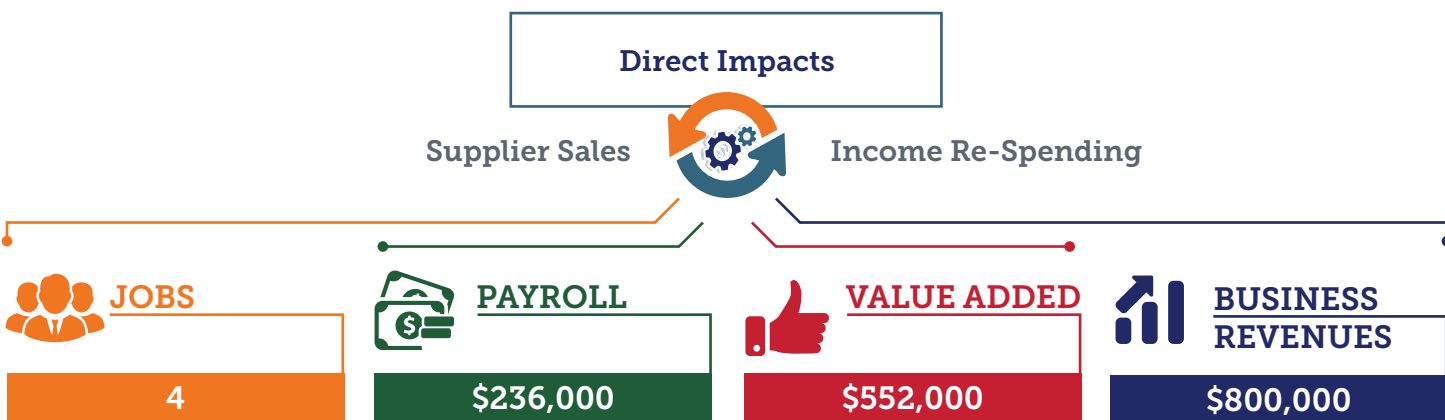 Direct Impacts
Supplier Sales
Income Re-Spending
JOBS
4
PAYROLL
$
$236,000
VALUE ADDED
$552,000
BUSINESS
REVENUES
$800,000